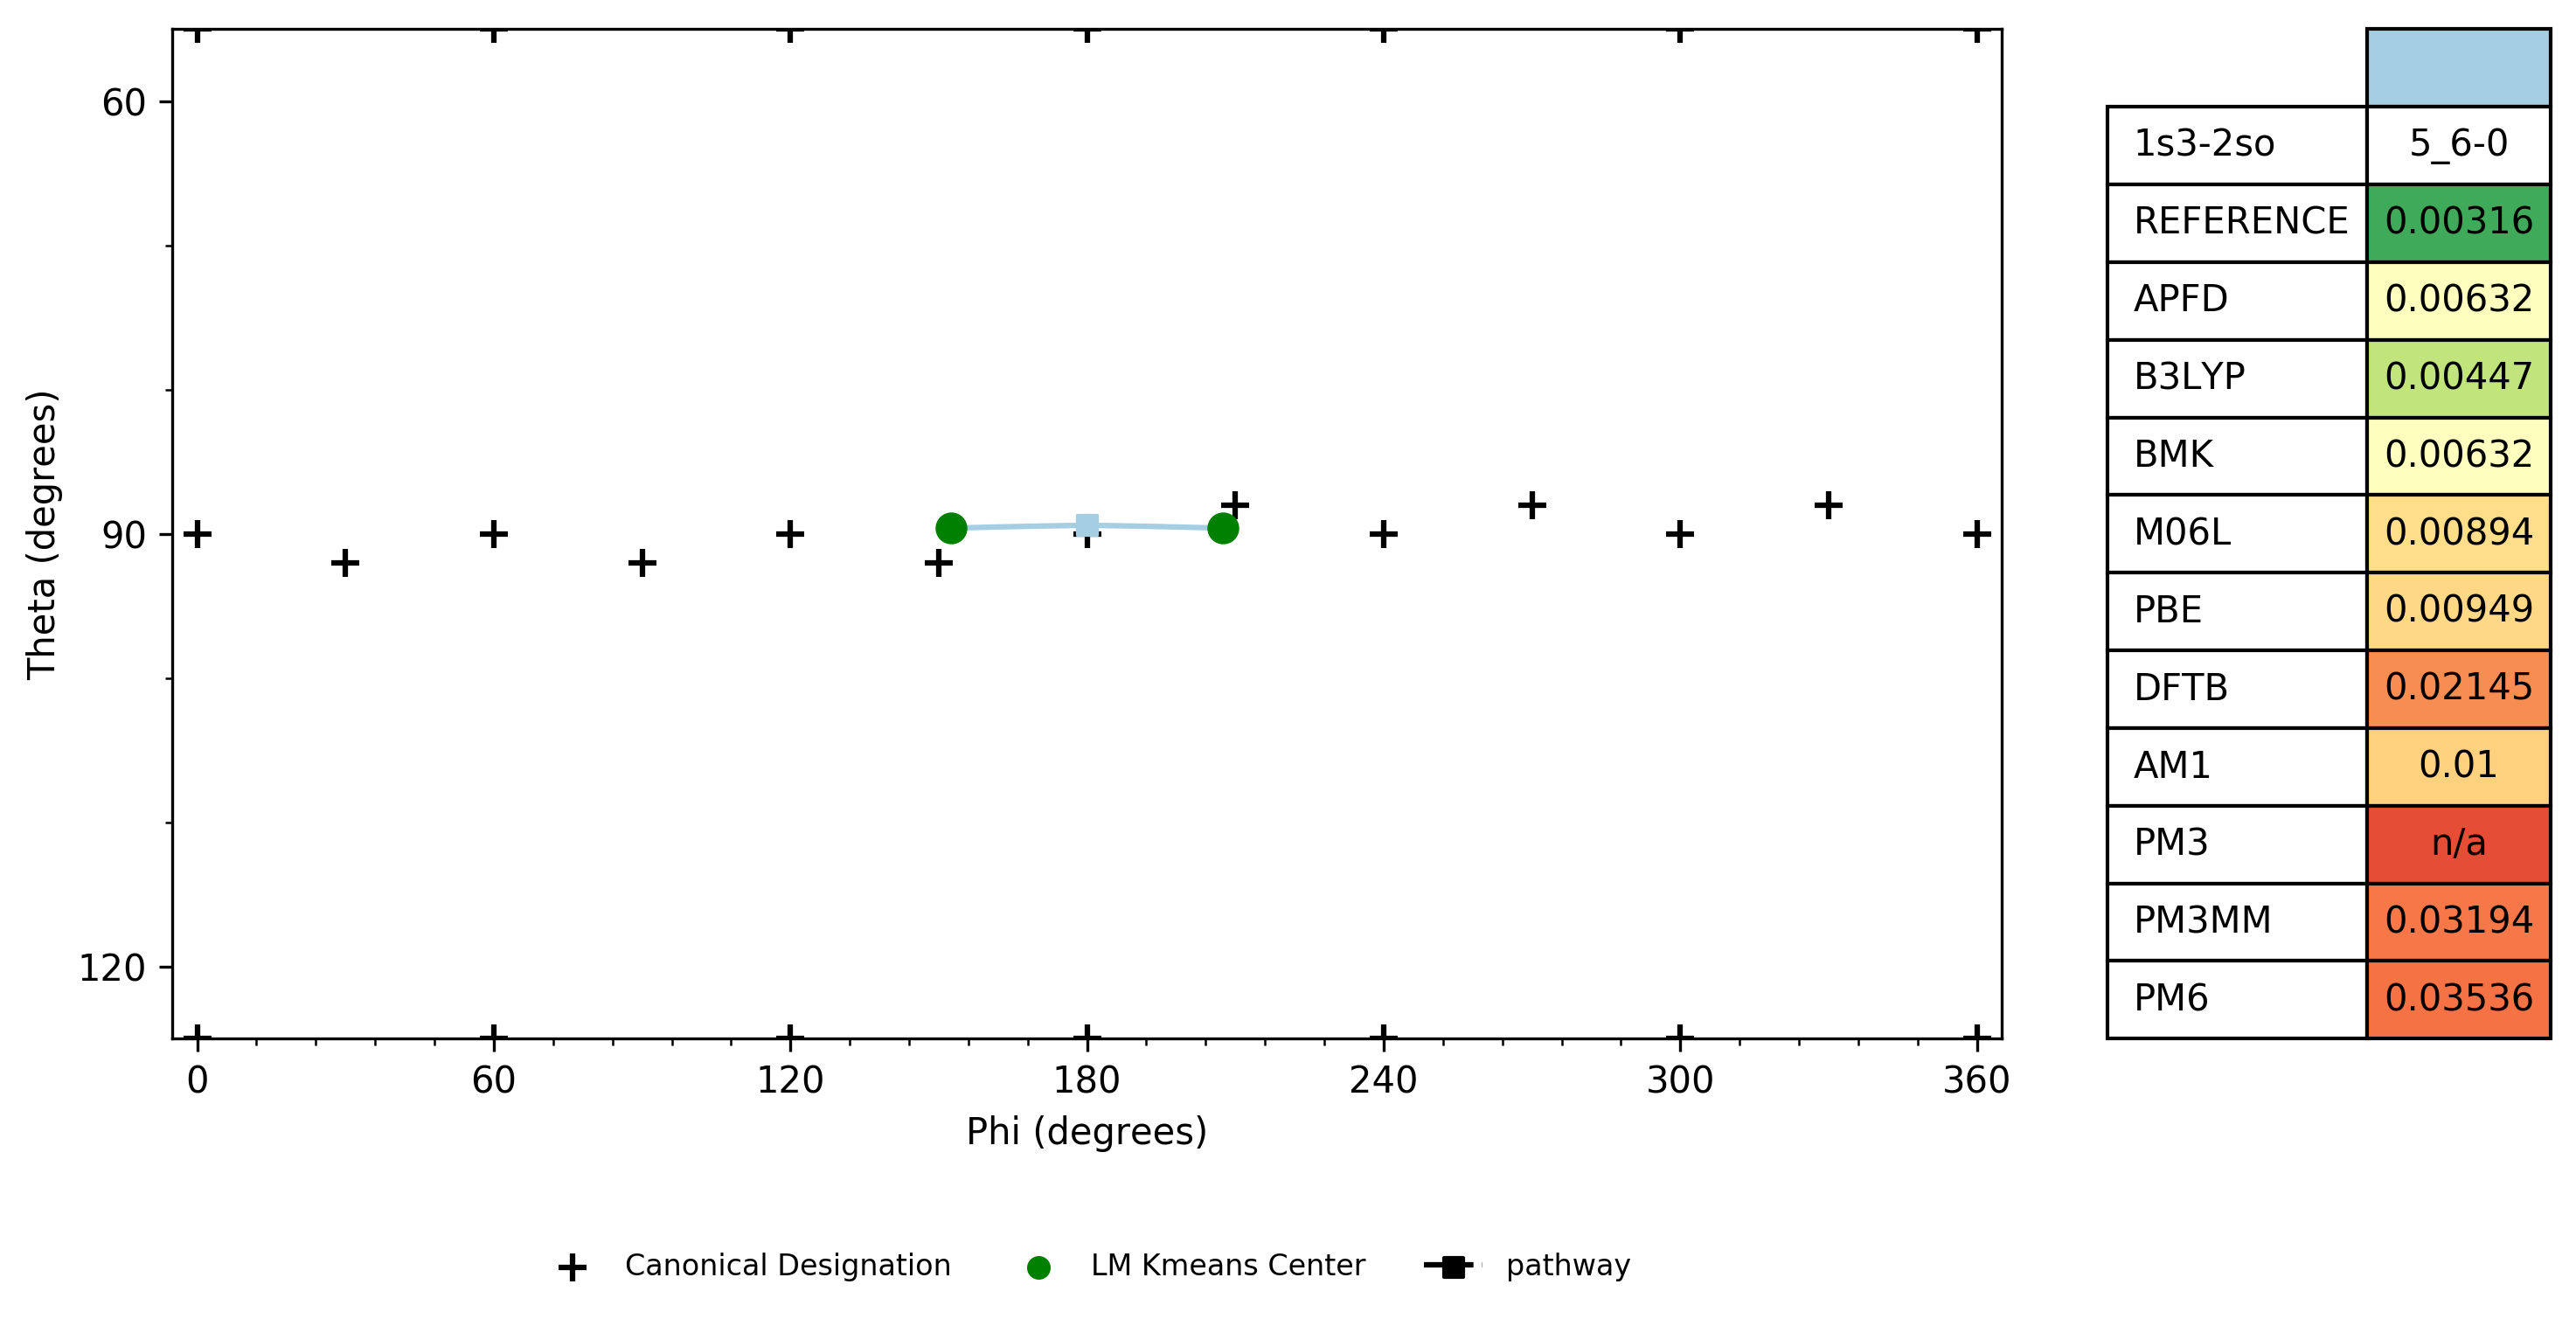 60
90
120
Theta (degrees)
0 60 120 180 240 300 360
Phi (degrees)
Canonical Designation LM Kmeans Center pathway
1s3-2so 5_6-0
REFERENCE 0.00316
APFD 0.00632
B3LYP 0.00447
BMK 0.00632
M06L 0.00894
PBE 0.00949
DFTB 0.02145
AM1 0.01
PM3 n/a
PM3MM 0.03194
PM6 0.03536